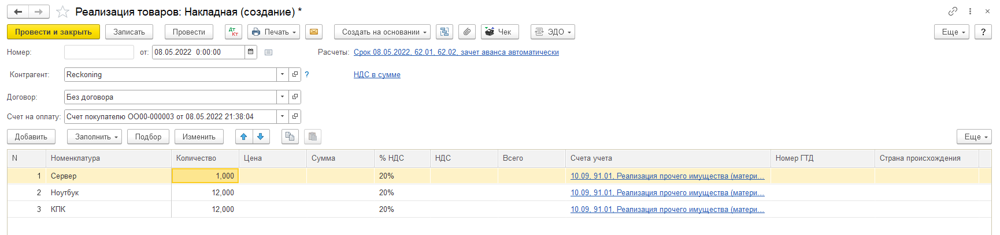 Реализация товаров: Накладная (создание) *
Провести и закрыть Записать Провести Дт Кт Печать Создать на основании Чек ЭДО Еще ?
Номер: от: 08.05.2022 0:00:00 Расчеты: Срок 08.05.2022, 62.01, 62.02, зачет аванса автоматически
Контрагент: Reckoning ? НДС в сумме
Договор: Без договора
Счет на оплату: Счет покупателю ОО00-000003 от 08.05.2022 21:38:04
Добавить Заполнить Подбор Изменить Еще
N Номенклатура Количество Цена Сумма % НДС НДС Всего Счета учета Номер ГТД Страна происхождения
1 Сервер 1,000 20% 10.09, 91.01, Реализация прочего имущества (матери...
2 Ноутбук 12,000 20% 10.09, 91.01, Реализация прочего имущества (матери...
3 КПК 12,000 20% 10.09, 91.01, Реализация прочего имущества (матери...